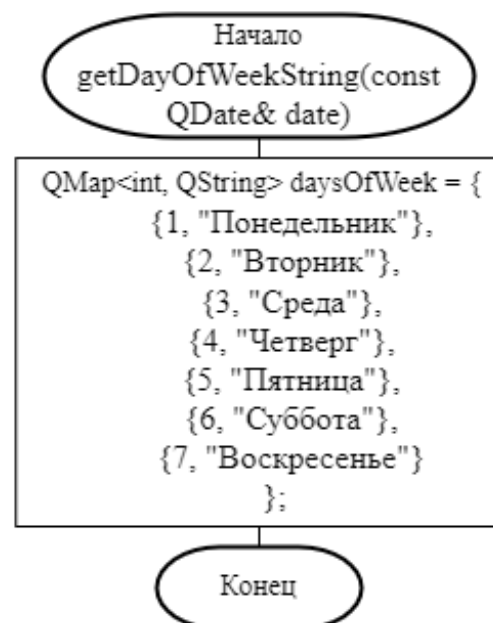 Начало
getDayOfWeekString(const
QDate& date)
QMap<int, QString> daysOfWeek = {
{1, "Понедельник"},
{2, "Вторник"},
{3, "Среда"},
{4, "Четверг"},
{5, "Пятница"},
{6, "Суббота"},
{7, "Воскресенье"}
};
Конец